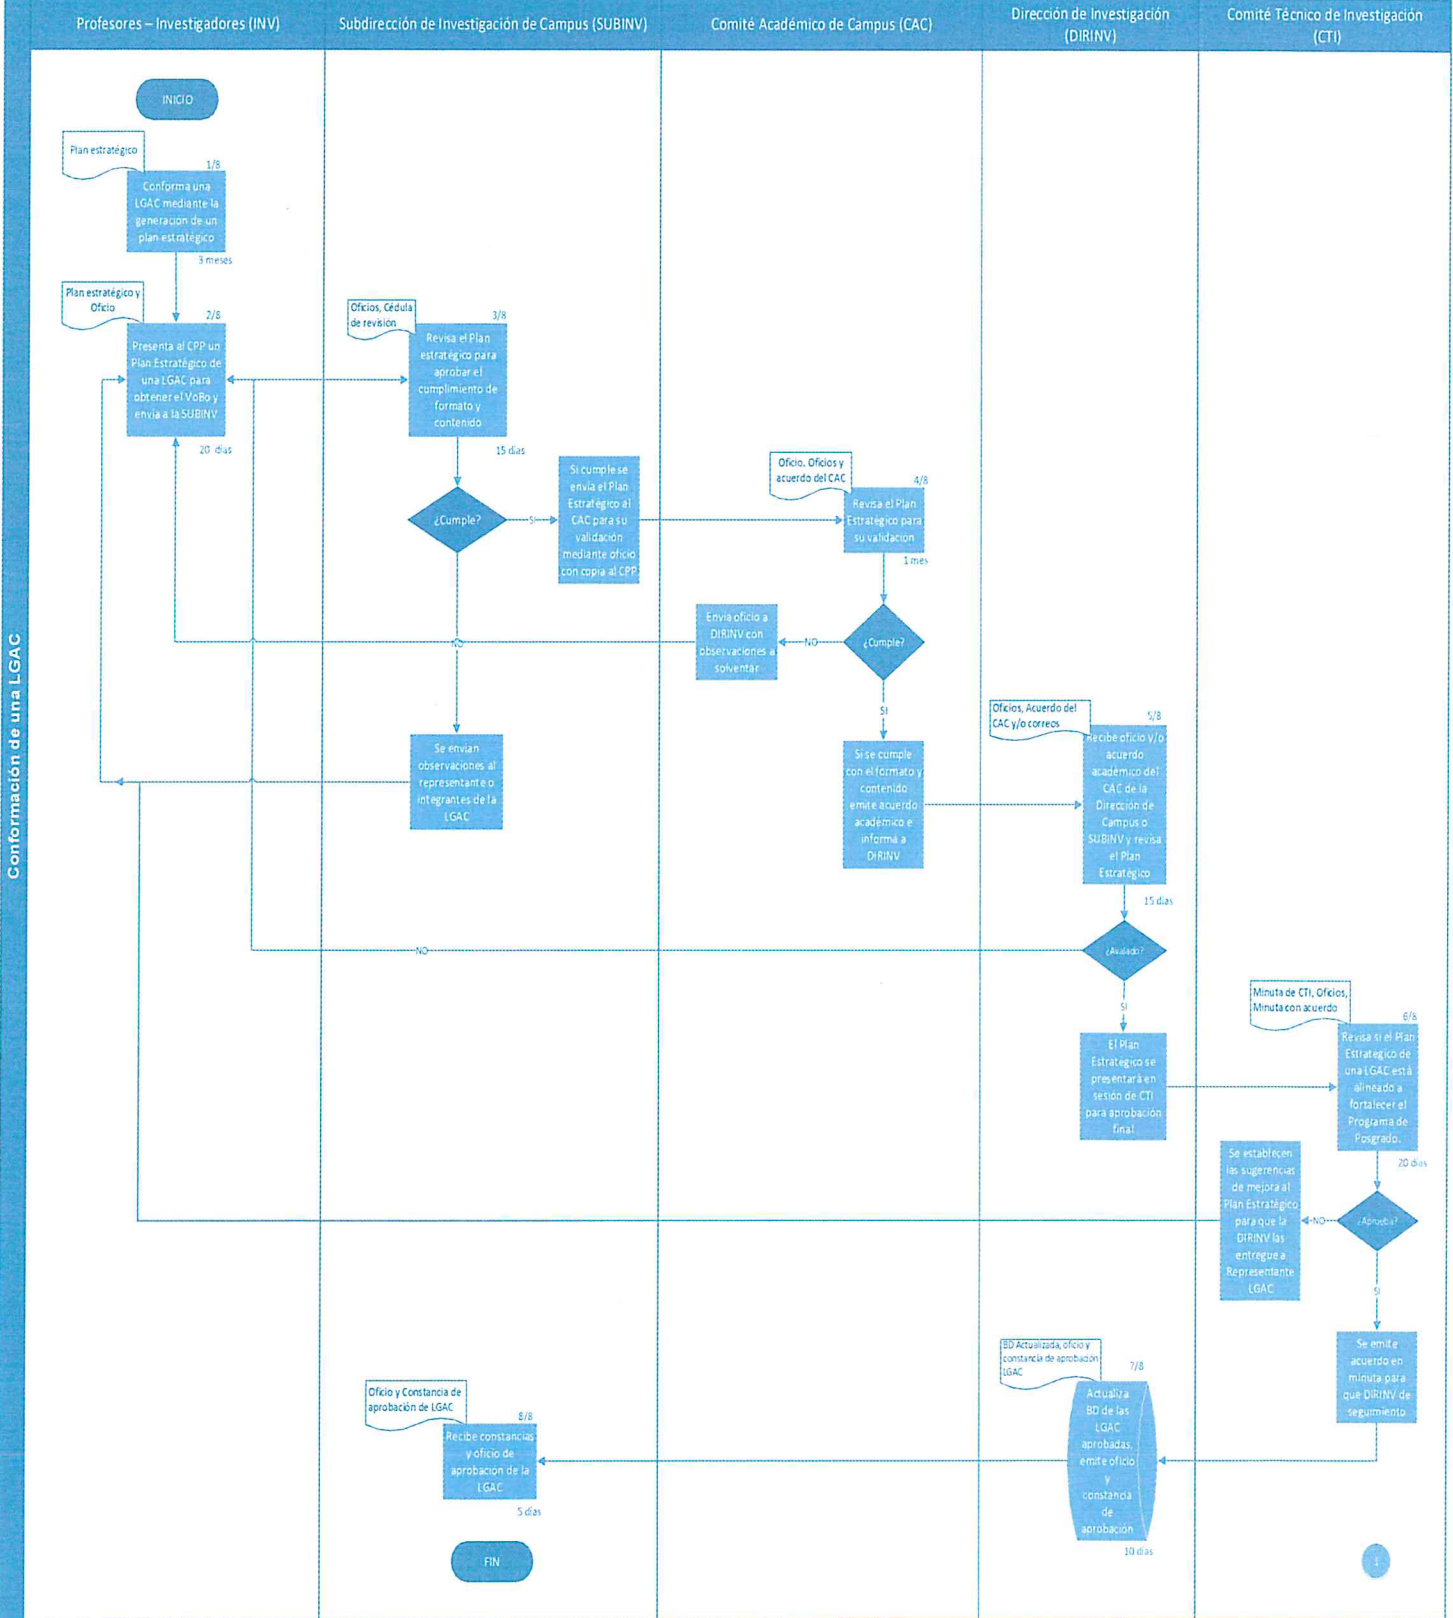 Profesores – Investigadores (INV)
Subdirección de Investigación de Campus (SUBINV)
Comité Académico de Campus (CAC)
Dirección de Investigación
(DIRINV)
Comité Técnico de Investigación
(CTI)
Conformación de una LGAC
INICIO
Plan estratégico
1/8
Conforma una
LGAC mediante la
generación de un
plan estratégico
3 meses
Plan estratégico y
Oficio
2/8
Presenta al CPP un
Plan Estratégico de
una LGAC para
obtener el VoBo y
envía a la SUBINV
20 días
Oficios, Cédula
de revisión
3/8
Revisa el Plan
estratégico para
aprobar el
cumplimiento de
formato y
contenido
15 días
¿Cumple?
SI
Si cumple se
envía el Plan
Estratégico al
CAC para su
validación
mediante oficio
con copia al CPP
Oficio. Oficios y
acuerdo del CAC
4/8
Revisa el Plan
Estratégico para
su validación
1 mes
¿Cumple?
NO
Envía oficio a
DIRINV con
observaciones a
solventar
NO
Se envían
observaciones al
representante o
integrantes de la
LGAC
SI
Si se cumple
con el formato y
contenido
emite acuerdo
académico e
informa a
DIRINV
Oficios, Acuerdo del
CAC y/o correos
5/8
Recibe oficio y/o
acuerdo
académico del
CAC de la
Dirección de
Campus o
SUBINV y revisa
el Plan
Estratégico
15 días
¿Avalado?
NO
SI
El Plan
Estratégico se
presentará en
sesión de CTI
para aprobación
final
Minuta de CTI, Oficios,
Minuta con acuerdo
6/8
Revisa si el Plan
Estratégico de
una LGAC está
alineado a
fortalecer el
Programa de
Posgrado.
20 días
¿Aprueba?
NO
Se establecen
las sugerencias
de mejora al
Plan Estratégico
para que la
DIRINV las
entregue a
Representante
LGAC
SI
Se emite
acuerdo en
minuta para
que DIRINV de
seguimiento
BD Actualizada, oficio y
constancia de aprobación
LGAC
7/8
Actualiza
BD de las
LGAC
aprobadas,
emite oficio
y
constancia
de
aprobación
10 días
Oficio y Constancia de
aprobación de LGAC
8/8
Recibe constancias
y oficio de
aprobación de la
LGAC
5 días
FIN
1